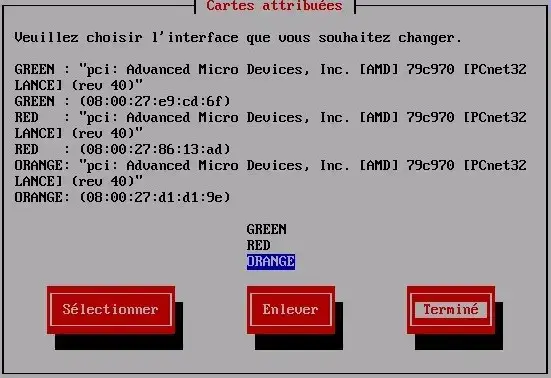 Cartes attribuées
Veuillez choisir l'interface que vous souhaitez changer.
GREEN : "pci: Advanced Micro Devices, Inc. [AMD] 79c970 [PCnet32
LANCE] (rev 40)"
GREEN : (08:00:27:e9:cd:6f)
RED : "pci: Advanced Micro Devices, Inc. [AMD] 79c970 [PCnet32
LANCE] (rev 40)"
RED : (08:00:27:86:13:ad)
ORANGE: "pci: Advanced Micro Devices, Inc. [AMD] 79c970 [PCnet32
LANCE] (rev 40)"
ORANGE: (08:00:27:d1:d1:9e)
GREEN
RED
ORANGE
Sélectionner Enlever Terminé